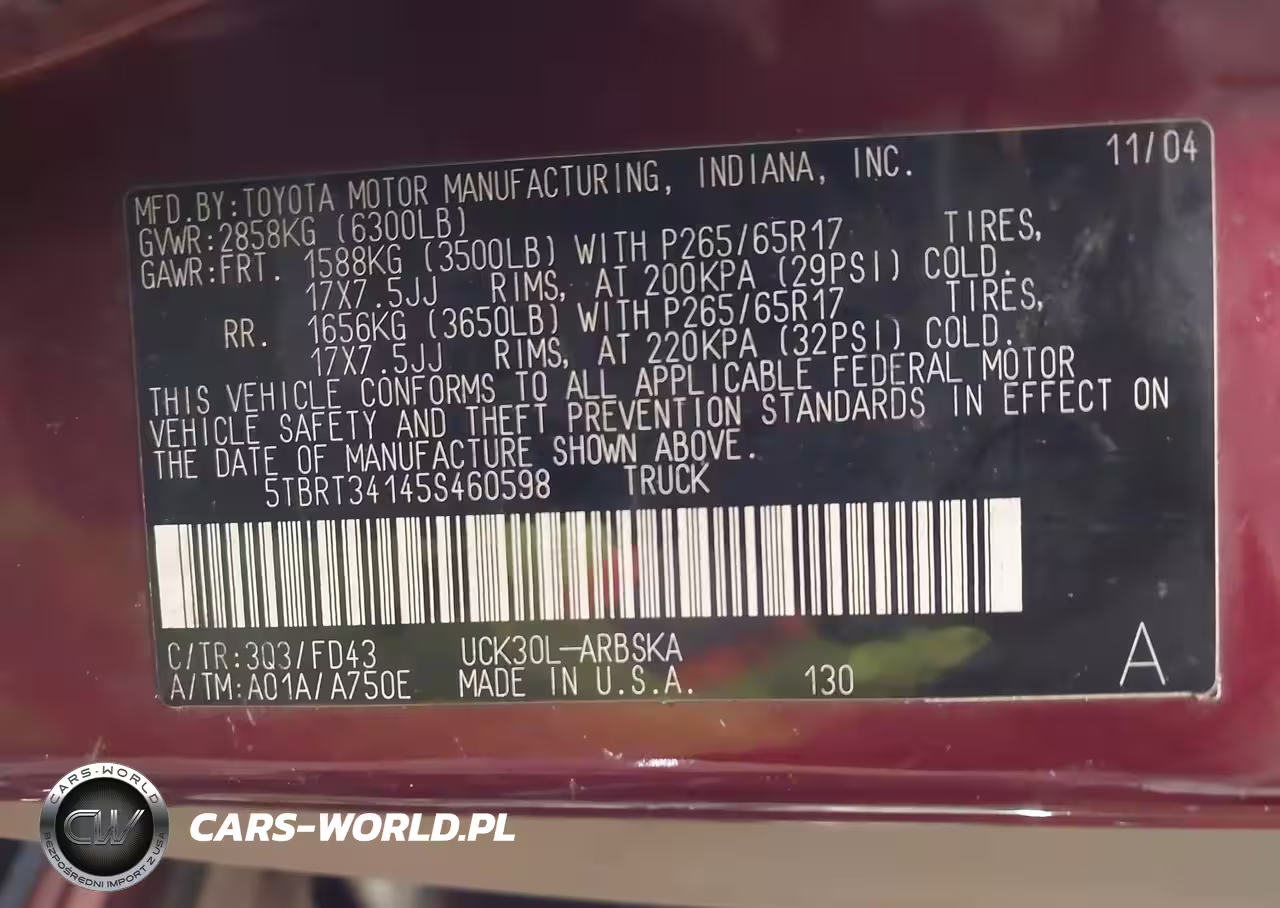 11/04
MFD.BY:TOYOTA MOTOR MANUFACTURING, INDIANA, INC.
GVWR:2858KG (6300LB)
GAWR:FRT. 1588KG (3500LB) WITH P265/65R17 TIRES,
17X7.5JJ RIMS, AT 200KPA (29PSI) COLD.
RR. 1656KG (3650LB) WITH P265/65R17 TIRES,
17X7.5JJ RIMS, AT 220KPA (32PSI) COLD.
THIS VEHICLE CONFORMS TO ALL APPLICABLE FEDERAL MOTOR
VEHICLE SAFETY AND THEFT PREVENTION STANDARDS IN EFFECT ON
THE DATE OF MANUFACTURE SHOWN ABOVE.
5TBRT34145S460598 TRUCK
C/TR:3Q3/FD43 UCK30L-ARBSKA
A/TM:A01A/A750E MADE IN U.S.A. 130 A
CARS-WORLD
CW
BEZPOŚREDNI IMPORT Z USA
CARS-WORLD.PL